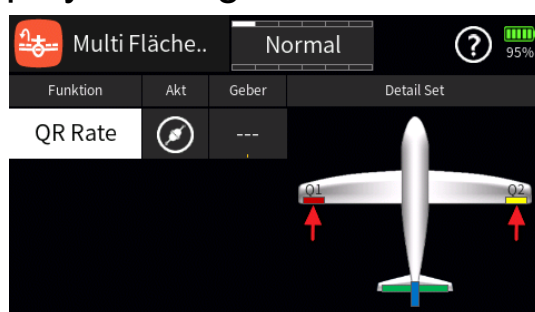 Multi Fläche..
Normal
?
95%
Funktion
Akt
Geber
Detail Set
QR Rate
---
Q1
Q2